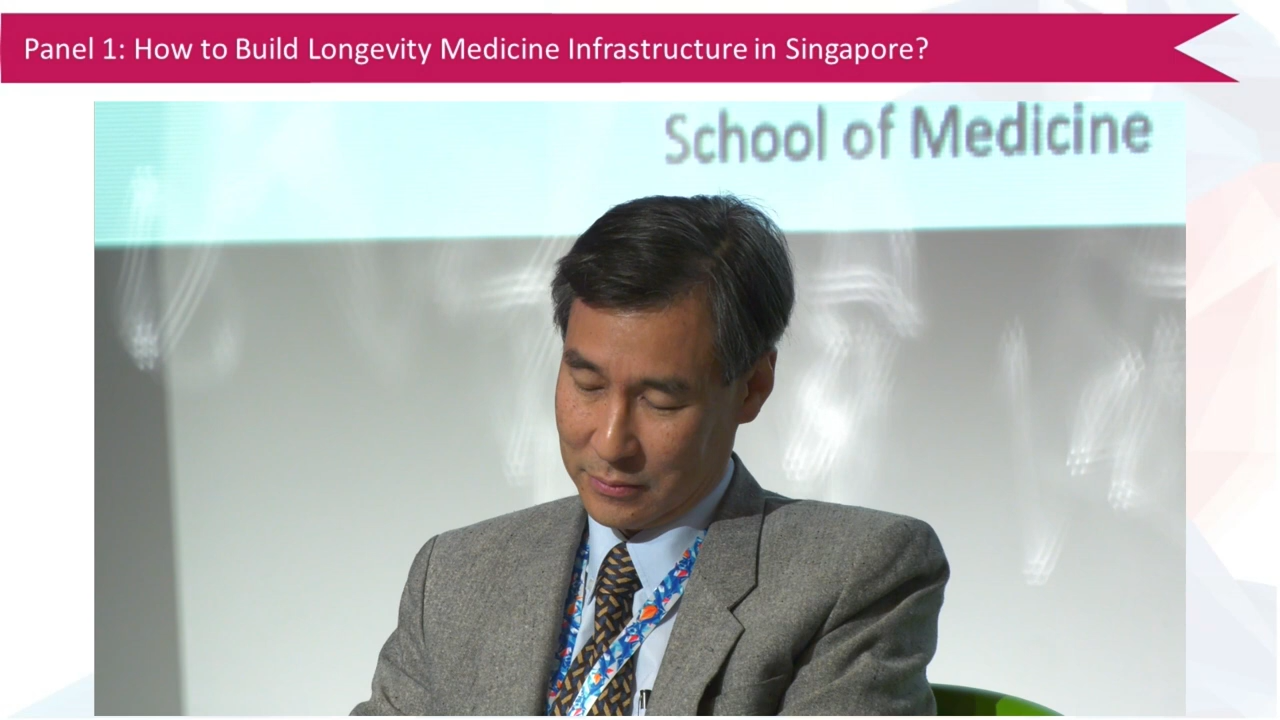 Panel 1: How to Build Longevity Medicine Infrastructure in Singapore?
School of Medicine